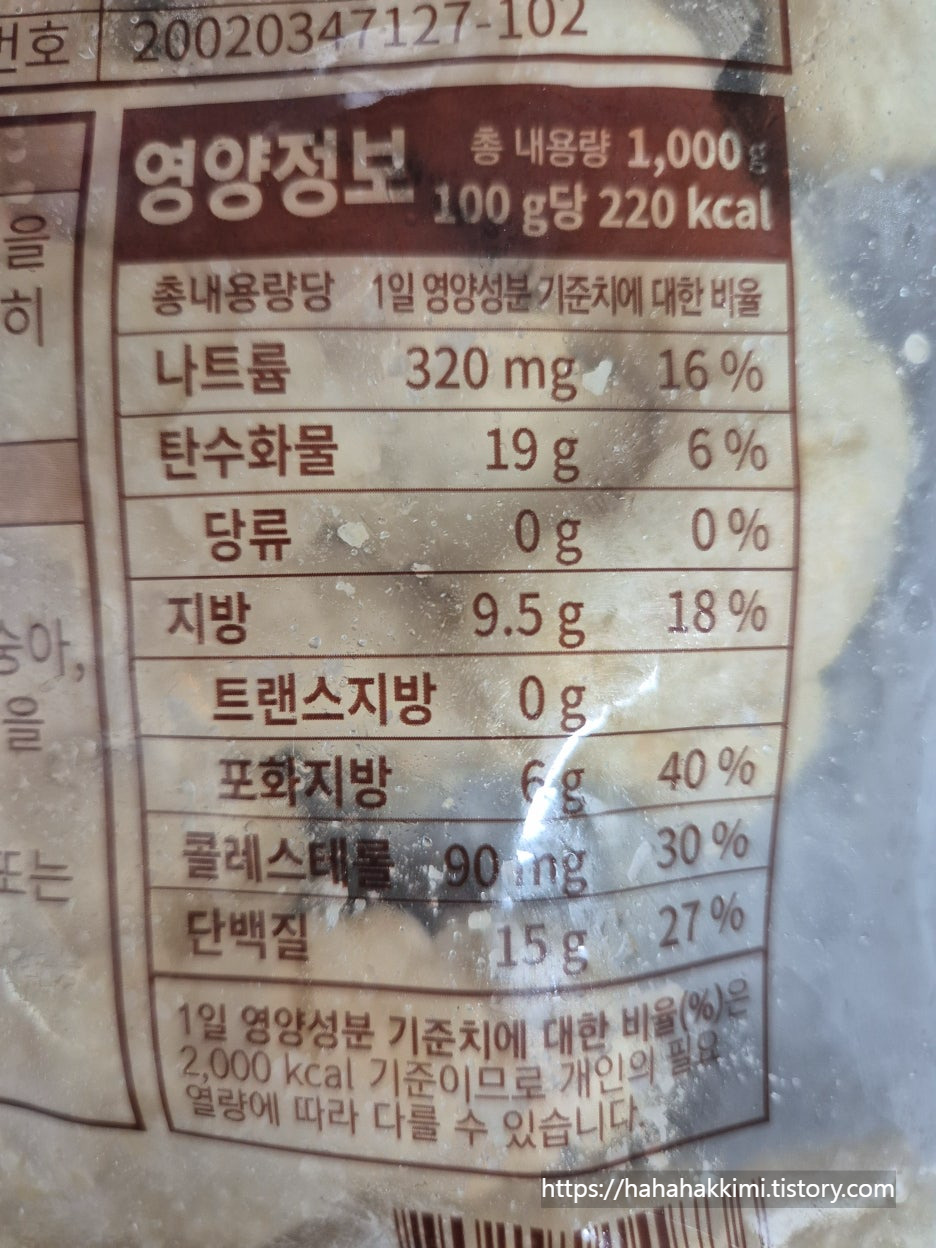 번호 20020347127-102
영양정보
총 내용량 1,000 g
100 g당 220 kcal
총내용량당 1일 영양성분 기준치에 대한 비율
나트륨 320 mg 16 %
탄수화물 19 g 6 %
당류 0 g 0 %
지방 9.5 g 18 %
트랜스지방 0 g
포화지방 6 g 40 %
콜레스테롤 90 mg 30 %
단백질 15 g 27 %
1일 영양성분 기준치에 대한 비율(%)은
2,000 kcal 기준이므로 개인의 필요
열량에 따라 다를 수 있습니다.
을
히
을
또는
https://hahahakkimi.tistory.com